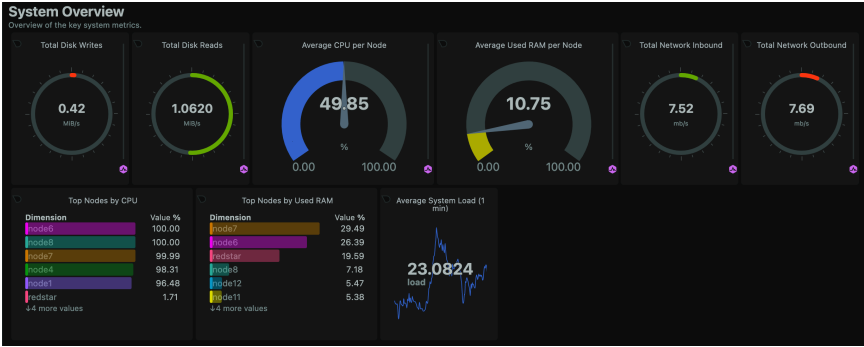 System Overview
Overview of the key system metrics.
Total Disk Writes
0.42
MiB/s
Total Disk Reads
1.0620
MiB/s
Average CPU per Node
49.85
%
0.00 100.00
Average Used RAM per Node
10.75
%
0.00 100.00
Total Network Inbound
7.52
mb/s
Total Network Outbound
7.69
mb/s
Top Nodes by CPU
Dimension Value %
node6 100.00
node8 100.00
node7 99.99
node4 98.31
node1 96.48
redstar 1.71
↓4 more values
Top Nodes by Used RAM
Dimension Value %
node7 29.49
node6 26.39
redstar 19.59
node8 7.18
node12 5.47
node11 5.38
↓4 more values
Average System Load (1
min)
23.0824
load